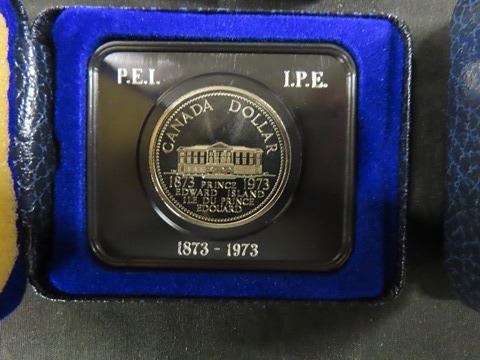 P.E.I. I.P.E.
CANADA DOLLAR
1873 PRINCE 1973
EDWARD ISLAND
ILE DU PRINCE
EDOUARD
1873 - 1973